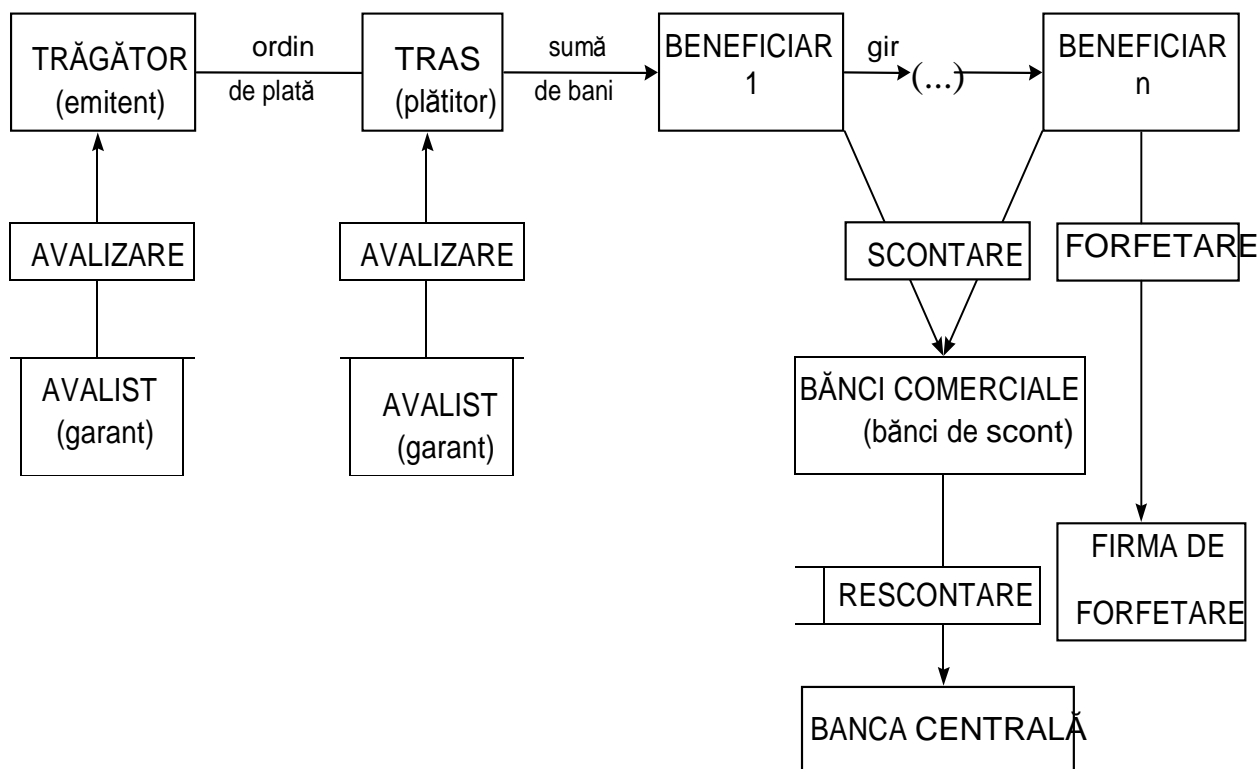 TRĂGĂTOR
(emitent)
ordin
de plată
TRAS
(plătitor)
sumă
de bani
BENEFICIAR
1
gir
(...)
BENEFICIAR
n
AVALIZARE
AVALIZARE
SCONTARE
FORFETARE
AVALIST
(garant)
AVALIST
(garant)
BĂNCI COMERCIALE
(bănci de scont)
RESCONTARE
FIRMA DE
FORFETARE
BANCA CENTRALĂ